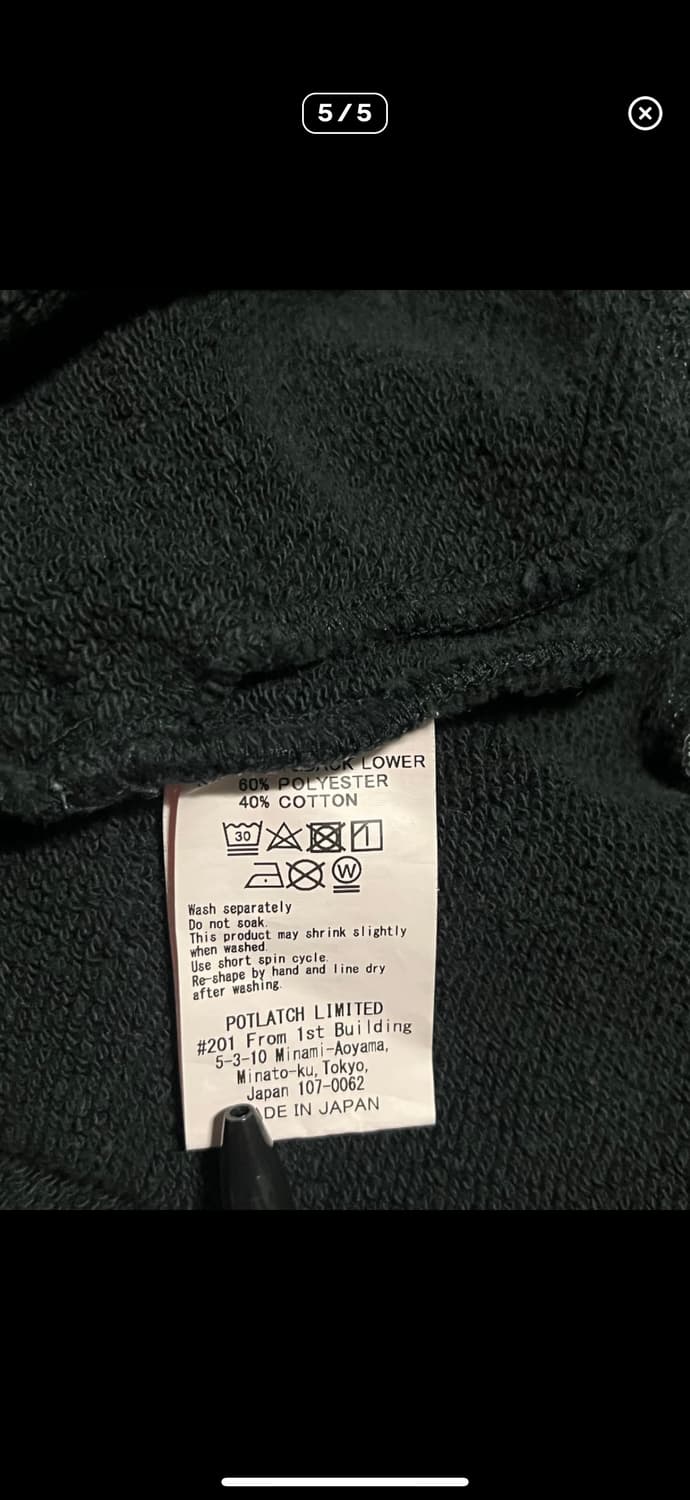 5/5
LOWER
60% POLYESTER
40% COTTON
30
W
Wash separately
Do not soak.
This product may shrink slightly
when washed.
Use short spin cycle.
Re-shape by hand and line dry
after washing.
POTLATCH LIMITED
#201 From 1st Building
5-3-10 Minami-Aoyama,
Minato-ku, Tokyo,
Japan 107-0062
ADE IN JAPAN